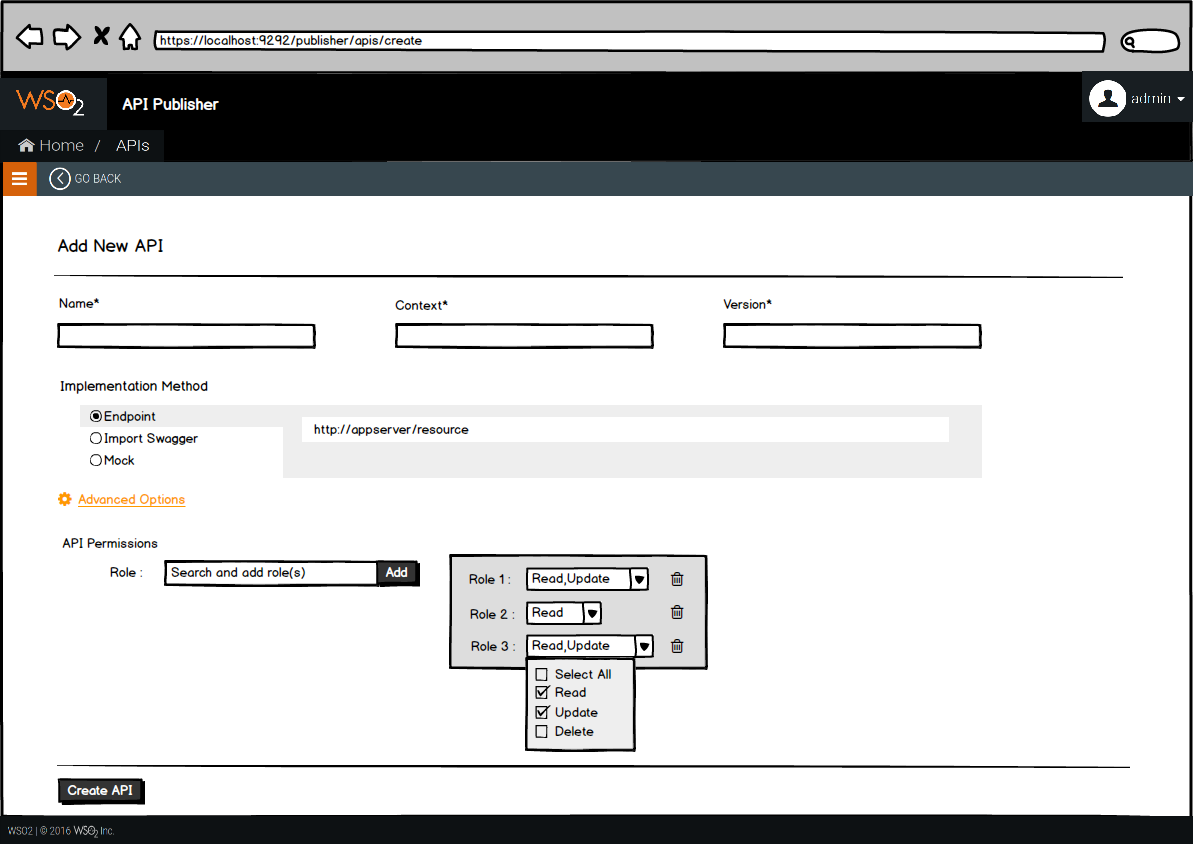 https://localhost:9292/publisher/apis/create
WSO2 API Publisher admin
Home / APIs
GO BACK
Add New API
Name* Context* Version*
Implementation Method
Endpoint
http://appserver/resource
Import Swagger
Mock
Advanced Options
API Permissions
Role : Search and add role(s) Add
Role 1 : Read,Update
Role 2 : Read
Role 3 : Read,Update
Select All
Read
Update
Delete
Create API
WSO2 | © 2016 WSO2 Inc.